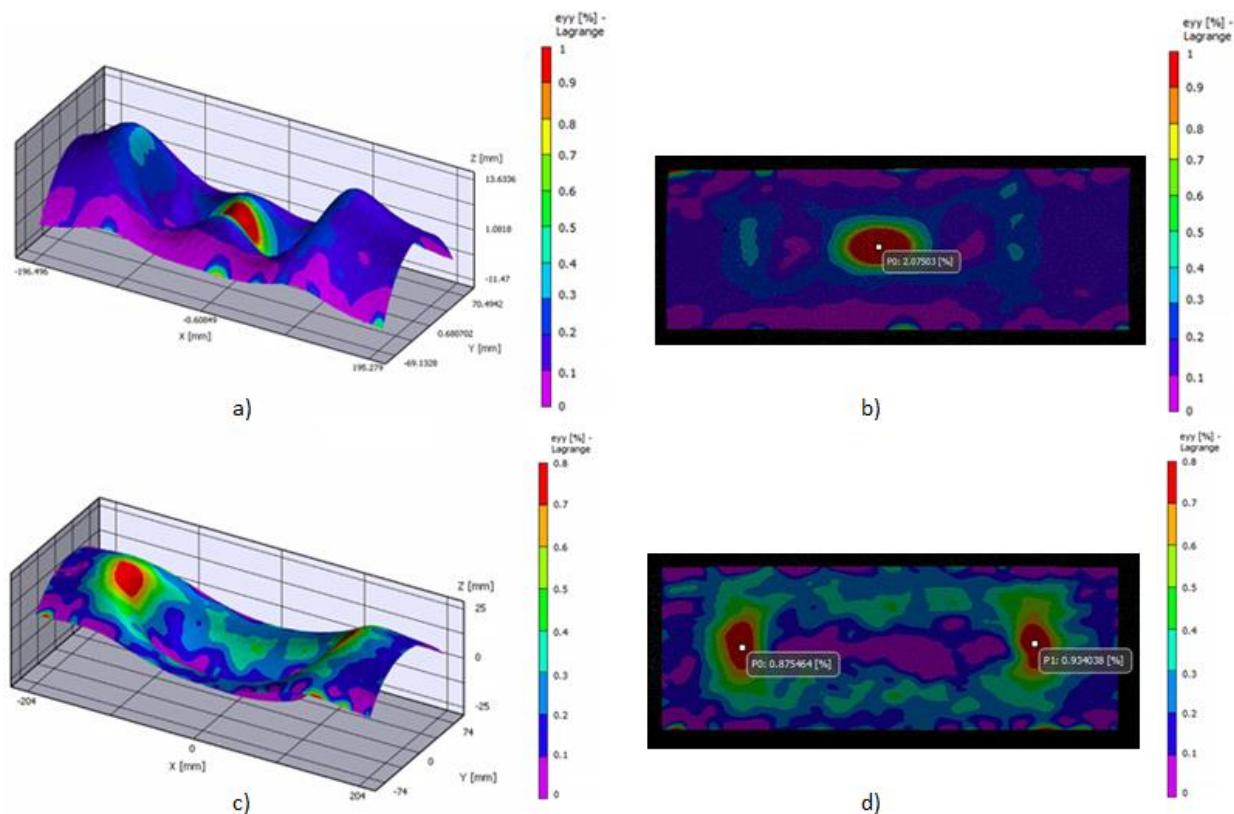 eyy [%] -
Lagrange
1
0.9
0.8
0.7
0.6
0.5
0.4
0.3
0.2
0.1
0
Z [mm]
13.6336
1.0818
-11.47
70.4942
0.680702
Y [mm]
-69.1328
-196.496
-0.60849
X [mm]
195.279
a)
eyy [%] -
Lagrange
1
0.9
0.8
0.7
0.6
0.5
0.4
0.3
0.2
0.1
0
P0: 2.07503 [%]
b)
eyy [%] -
Lagrange
0.8
0.7
0.6
0.5
0.4
0.3
0.2
0.1
0
Z [mm]
25
0
-25
74
0
Y [mm]
-74
-204
0
X [mm]
204
c)
eyy [%] -
Lagrange
0.8
0.7
0.6
0.5
0.4
0.3
0.2
0.1
0
P0: 0.875464 [%]
P1: 0.934038 [%]
d)